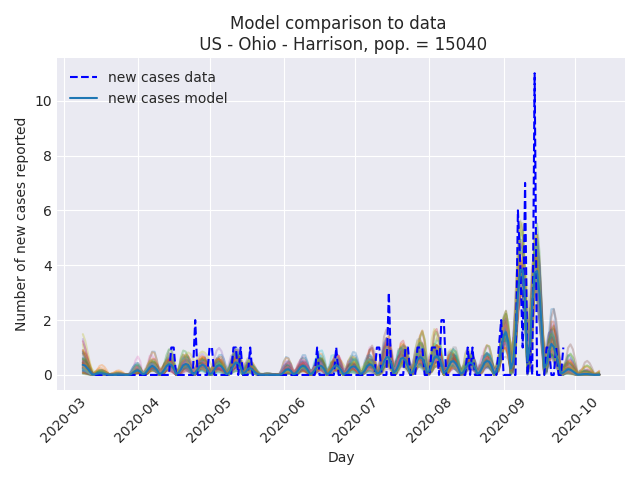 Model comparison to data
US - Ohio - Harrison, pop. = 15040
new cases data
new cases model
Number of new cases reported
10
8
6
4
2
0
2020-03
2020-04
2020-05
2020-06
2020-07
2020-08
2020-09
2020-10
Day